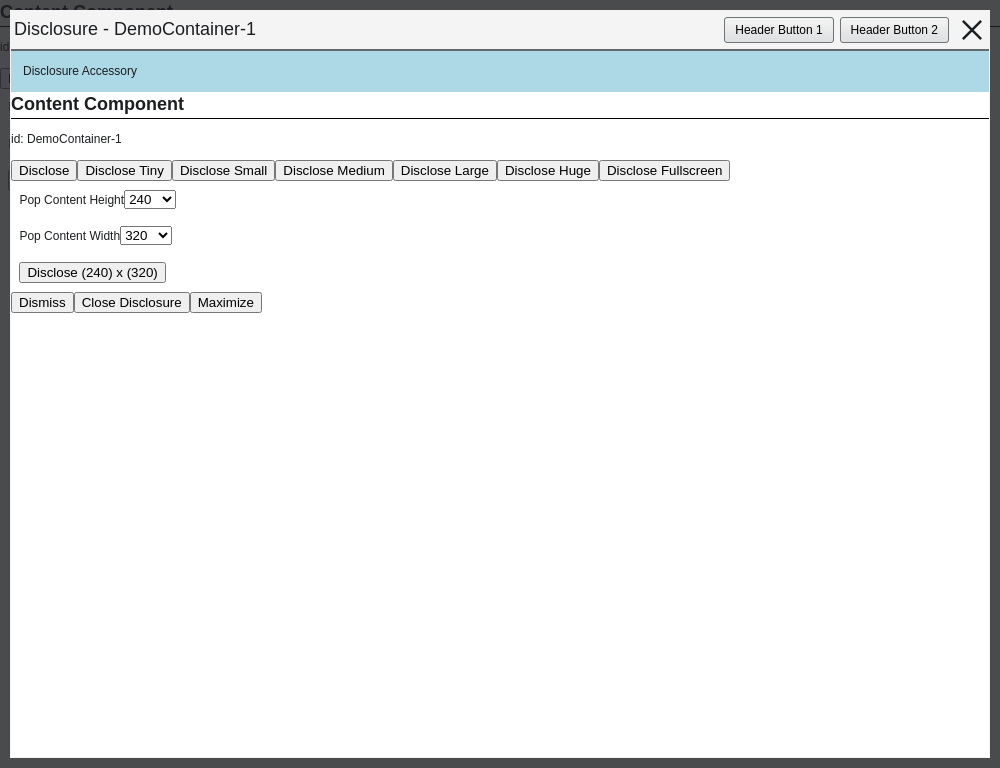 Disclosure - DemoContainer-1
Header Button 1 Header Button 2
Disclosure Accessory
Content Component
id: DemoContainer-1
Disclose Disclose Tiny Disclose Small Disclose Medium Disclose Large Disclose Huge Disclose Fullscreen
Pop Content Height 240
Pop Content Width 320
Disclose (240) x (320)
Dismiss Close Disclosure Maximize